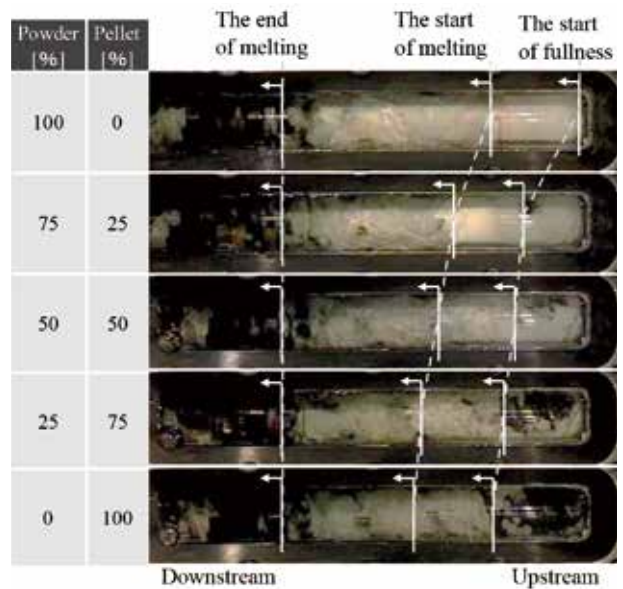 Powder
[%]
Pellet
[%]
The end
of melting
The start
of melting
The start
of fullness
100
0
75
25
50
50
25
75
0
100
Downstream
Upstream